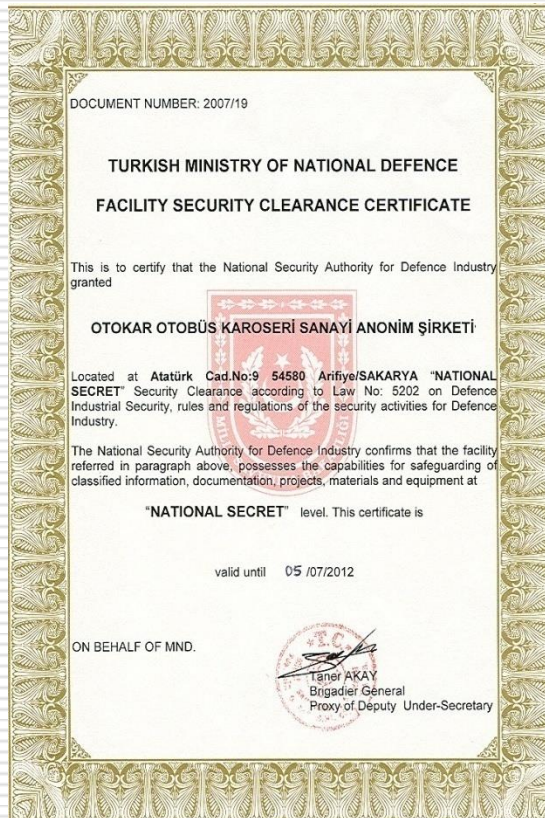 DOCUMENT NUMBER: 2007/19
TURKISH MINISTRY OF NATIONAL DEFENCE
FACILITY SECURITY CLEARANCE CERTIFICATE
This is to certify that the National Security Authority for Defence Industry
granted
OTOKAR OTOBÜS KAROSERİ SANAYİ ANONİM ŞİRKETİ
Located at Atatürk Cad.No:9 54580 Arifiye/SAKARYA “NATIONAL
SECRET” Security Clearance according to Law No: 5202 on Defence
Industrial Security, rules and regulations of the security activities for Defence
Industry.
The National Security Authority for Defence Industry confirms that the facility
referred in paragraph above, possesses the capabilities for safeguarding of
classified information, documentation, projects, materials and equipment at
“NATIONAL SECRET” level. This certificate is
valid until 05 /07/2012
ON BEHALF OF MND.
T.C.
Taner AKAY
Brigadier General
Proxy of Deputy Under-Secretary